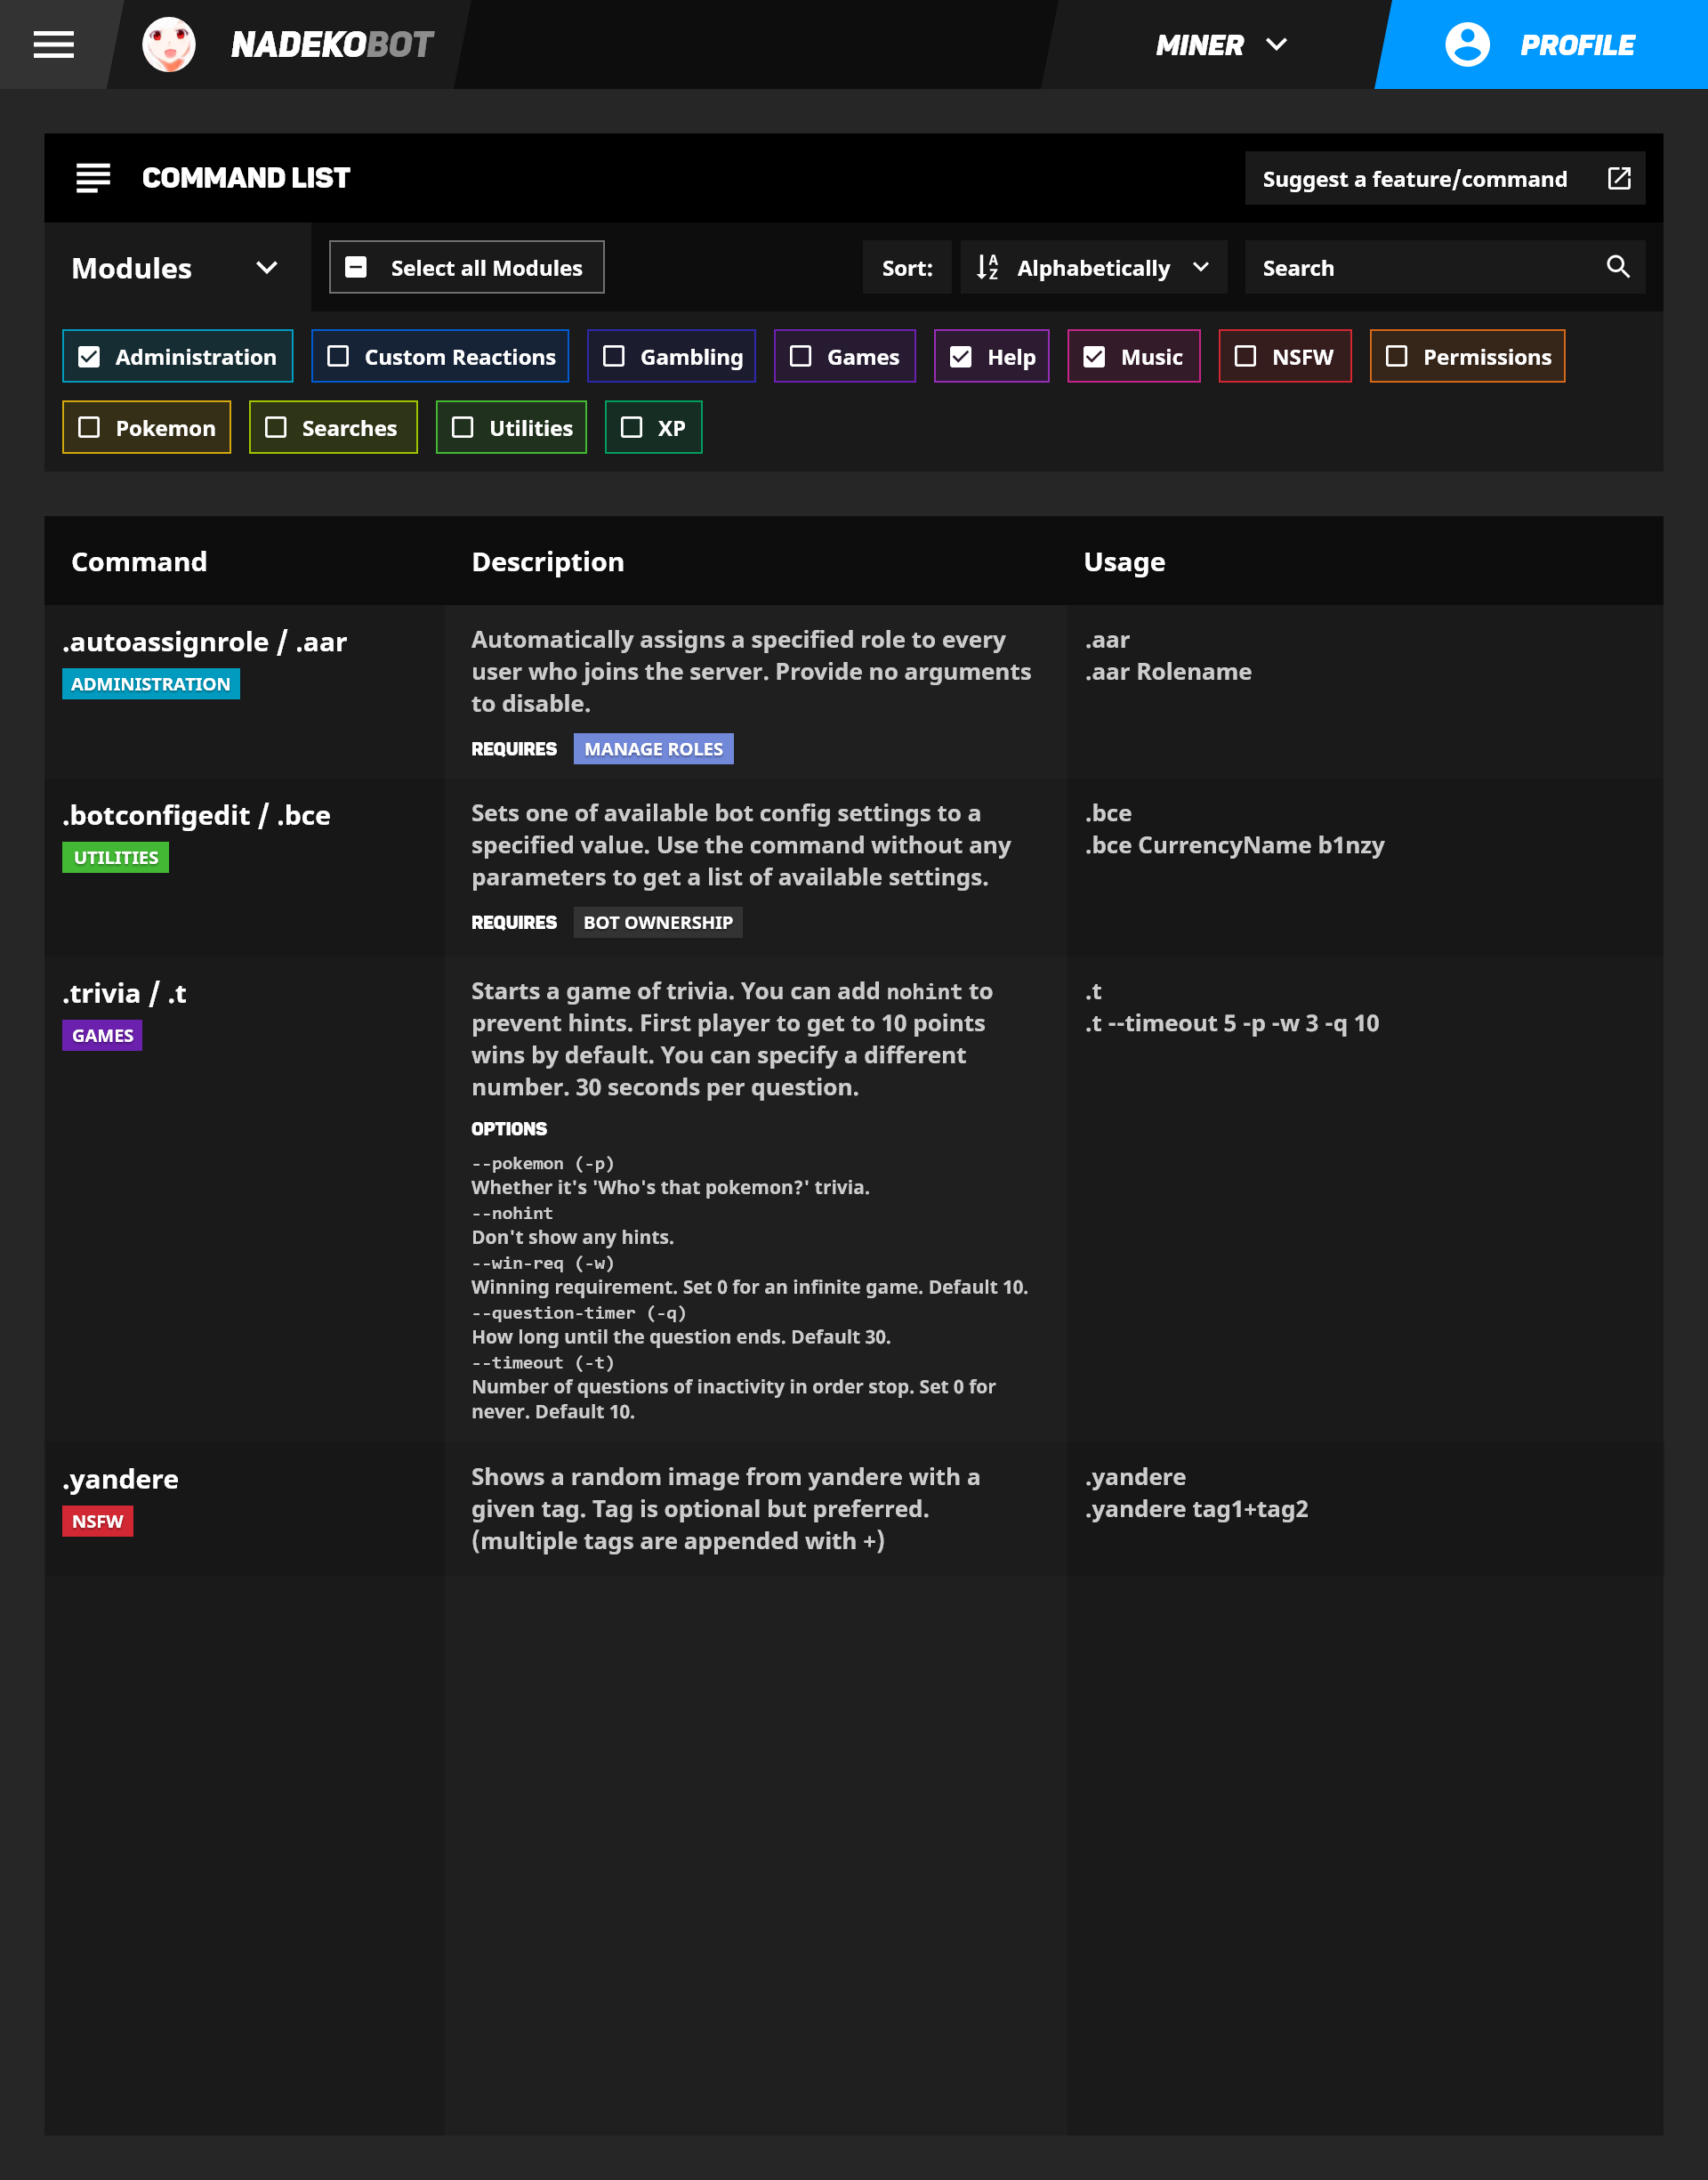 NADEKOBOT
MINER
PROFILE
COMMAND LIST
Suggest a feature/command
Modules
Select all Modules
Sort:
Alphabetically
Search
Administration
Custom Reactions
Gambling
Games
Help
Music
NSFW
Permissions
Pokemon
Searches
Utilities
XP
Command
Description
Usage
.autoassignrole / .aar
ADMINISTRATION
Automatically assigns a specified role to every
user who joins the server. Provide no arguments
to disable.
REQUIRES MANAGE ROLES
.aar
.aar Rolename
.botconfigedit / .bce
UTILITIES
Sets one of available bot config settings to a
specified value. Use the command without any
parameters to get a list of available settings.
REQUIRES BOT OWNERSHIP
.bce
.bce CurrencyName b1nzy
.trivia / .t
GAMES
Starts a game of trivia. You can add nohint to
prevent hints. First player to get to 10 points
wins by default. You can specify a different
number. 30 seconds per question.
OPTIONS
--pokemon (-p)
Whether it's 'Who's that pokemon?' trivia.
--nohint
Don't show any hints.
--win-req (-w)
Winning requirement. Set 0 for an infinite game. Default 10.
--question-timer (-q)
How long until the question ends. Default 30.
--timeout (-t)
Number of questions of inactivity in order stop. Set 0 for
never. Default 10.
.t
.t --timeout 5 -p -w 3 -q 10
.yandere
NSFW
Shows a random image from yandere with a
given tag. Tag is optional but preferred.
(multiple tags are appended with +)
.yandere
.yandere tag1+tag2